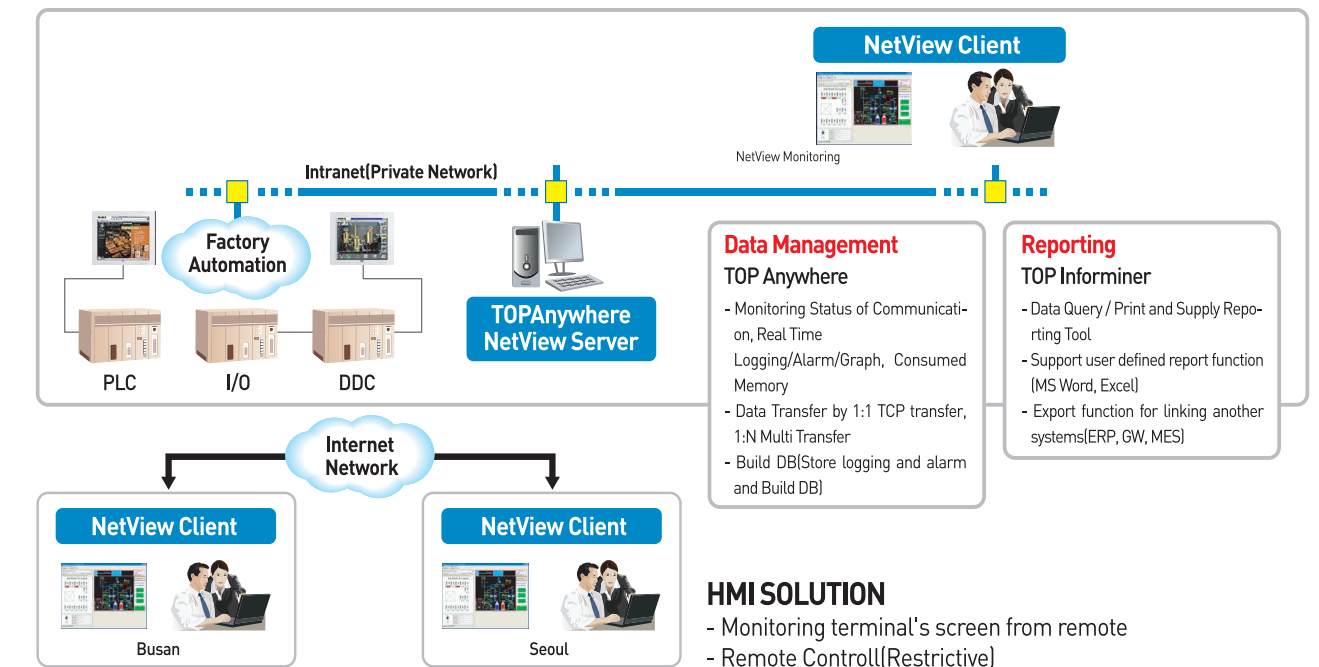 NetView Client
NetView Monitoring
Intranet(Private Network)
Factory
Automation
TOPAnywhere
NetView Server
PLC
I/O
DDC
Data Management
TOP Anywhere
- Monitoring Status of Communicati-
on, Real Time
Logging/Alarm/Graph, Consumed
Memory
- Data Transfer by 1:1 TCP transfer,
1:N Multi Transfer
- Build DB(Store logging and alarm
and Build DB)
Reporting
TOP Informiner
- Data Query / Print and Supply Repo-
rting Tool
- Support user defined report function
(MS Word, Excel)
- Export function for linking another
systems(ERP, GW, MES)
Internet
Network
NetView Client
Busan
NetView Client
Seoul
HMI SOLUTION
- Monitoring terminal's screen from remote
- Remote Controll(Restrictive)